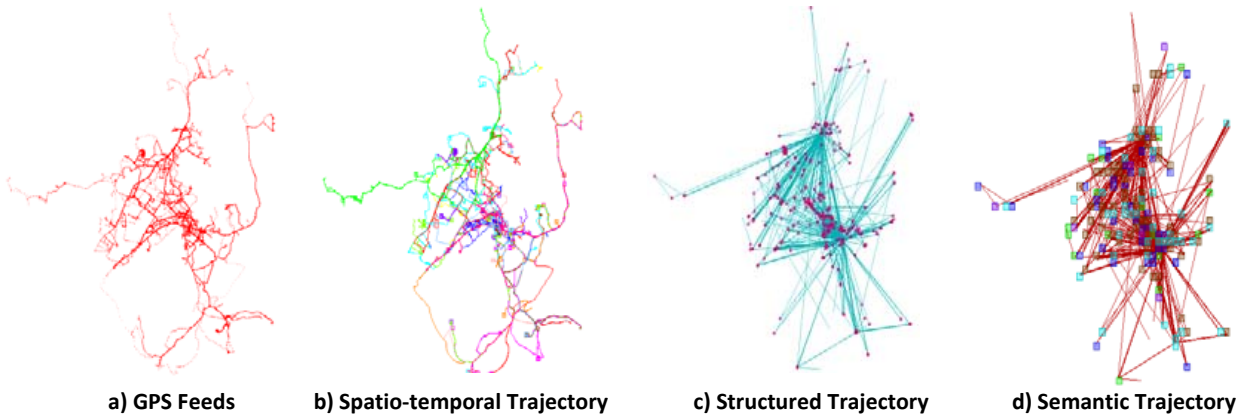 a) GPS Feeds
b) Spatio-temporal Trajectory
c) Structured Trajectory
d) Semantic Trajectory